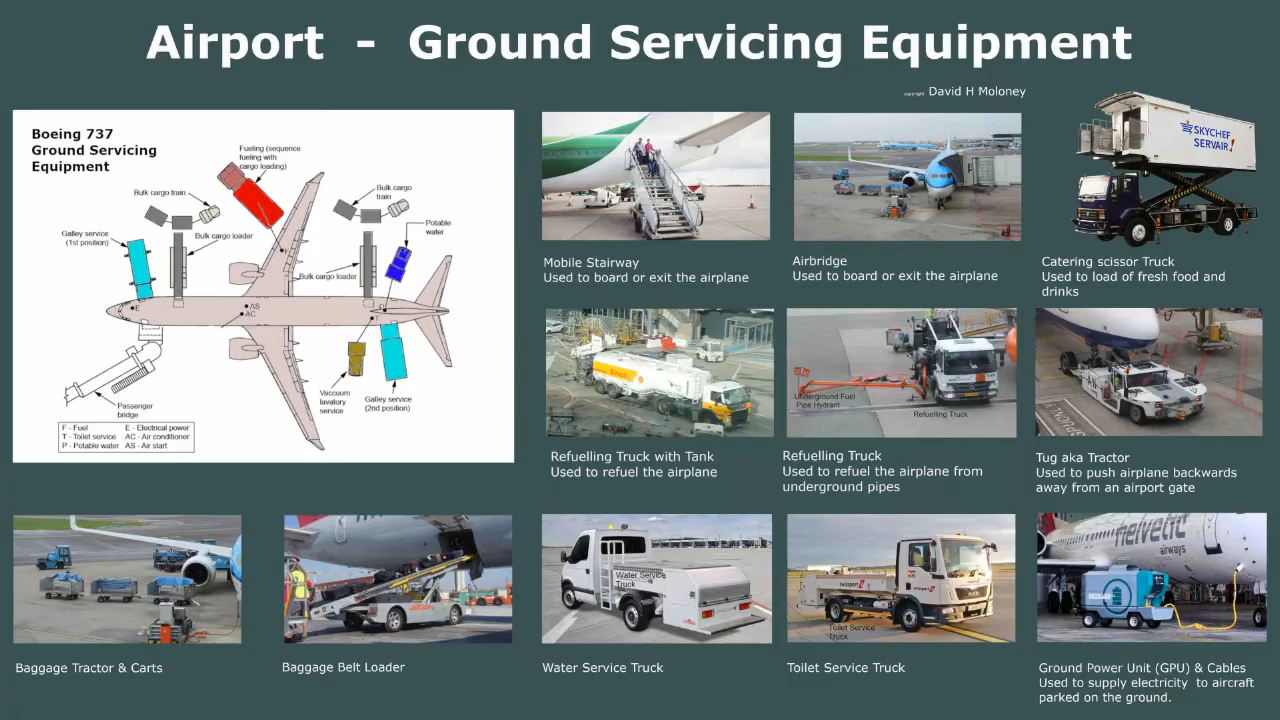 Airport - Ground Servicing Equipment
copyright David H Moloney
Boeing 737
Ground Servicing
Equipment
Fueling (sequence
fueling with
cargo loading)
Bulk cargo train
Bulk cargo
train
Potable
water
Galley service
(1st position)
Bulk cargo loader
Bulk cargo loader
E
AS
AC
T
Passenger
bridge
Vaccuum
lavatory
service
Galley service
(2nd position)
F - Fuel E - Electrical power
T - Toilet service AC - Air conditioner
P - Potable water AS - Air start
Mobile Stairway
Used to board or exit the airplane
Airbridge
Used to board or exit the airplane
SKYCHEF
SERVAIR
Catering scissor Truck
Used to load of fresh food and
drinks
Shell
Refuelling Truck with Tank
Used to refuel the airplane
Underground Fuel
Pipe Hydrant
Refuelling Truck
Refuelling Truck
Used to refuel the airplane from
underground pipes
Tug aka Tractor
Used to push airplane backwards
away from an airport gate
Baggage Tractor & Carts
Baggage Belt Loader
Water Service
Truck
Water Service Truck
swissport
Toilet Service
Truck
Toilet Service Truck
helvetic
airways
Ground Power Unit (GPU) & Cables
Used to supply electricity to aircraft
parked on the ground.